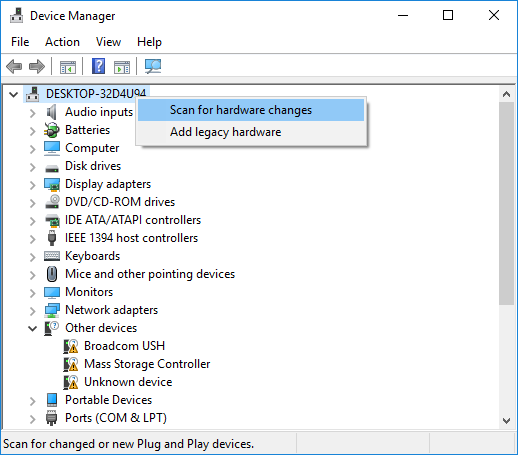 Device Manager
File Action View Help
DESKTOP-32D4U94
Scan for hardware changes
Add legacy hardware
Audio inputs
Batteries
Computer
Disk drives
Display adapters
DVD/CD-ROM drives
IDE ATA/ATAPI controllers
IEEE 1394 host controllers
Keyboards
Mice and other pointing devices
Monitors
Network adapters
Other devices
Broadcom USH
Mass Storage Controller
Unknown device
Portable Devices
Ports (COM & LPT)
Scan for changed or new Plug and Play devices.